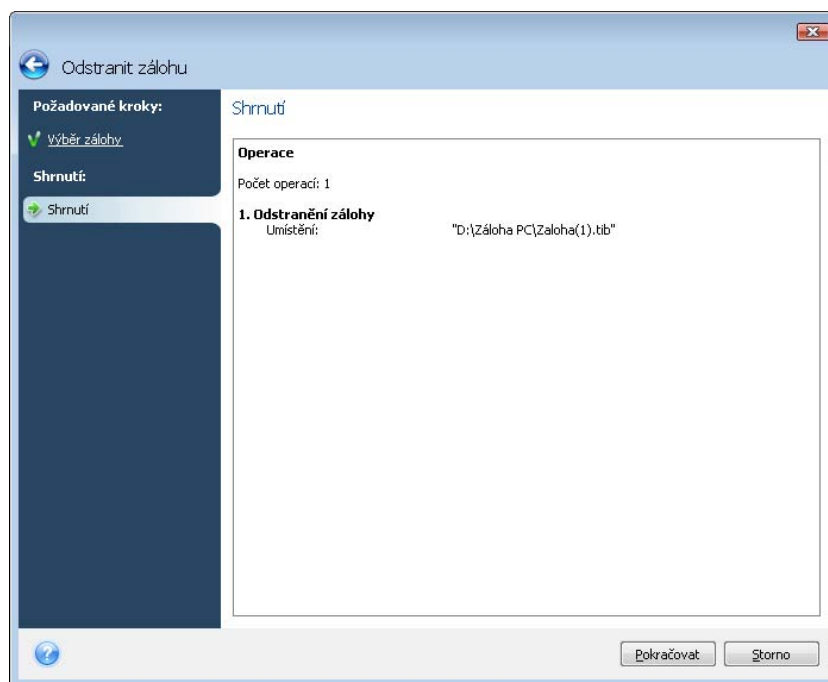 Odstranit zálohu
Požadované kroky:
Výběr zálohy
Shrnutí:
Shrnutí
Shrnutí
Operace
Počet operací: 1
1. Odstranění zálohy
Umístění: "D:\Záloha PC\Zaloha(1).tib"
Pokračovat Storno